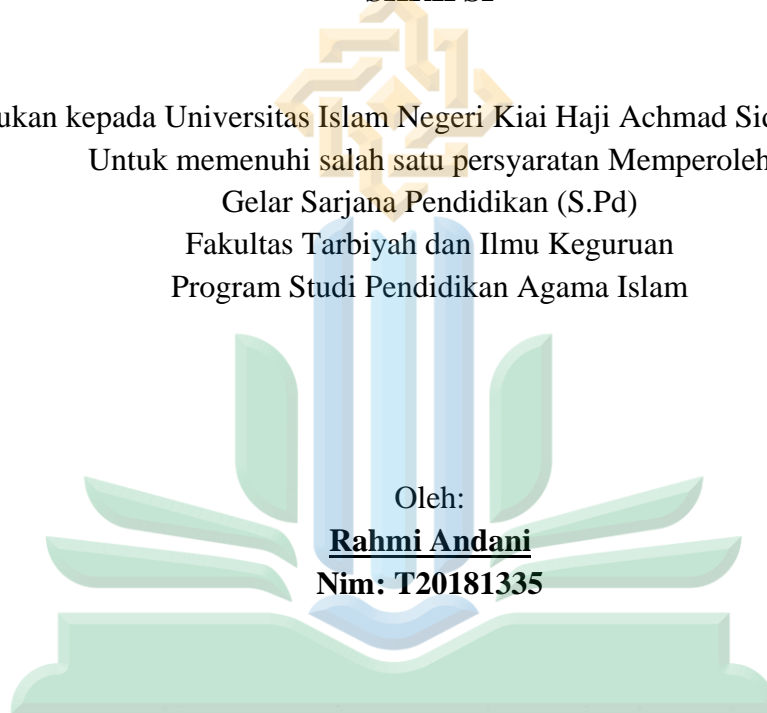 ukan kepada Universitas Islam Negeri Kiai Haji Achmad
Untuk memenuhi salah satu persyaratan Memperoleh
Gelar Sarjana Pendidikan (S.Pd)
Fakultas Tarbiyah dan Ilmu Keguruan
Program Studi Pendidikan Agama Islam
Oleh:
Rahmi Andani
Nim: T20181335